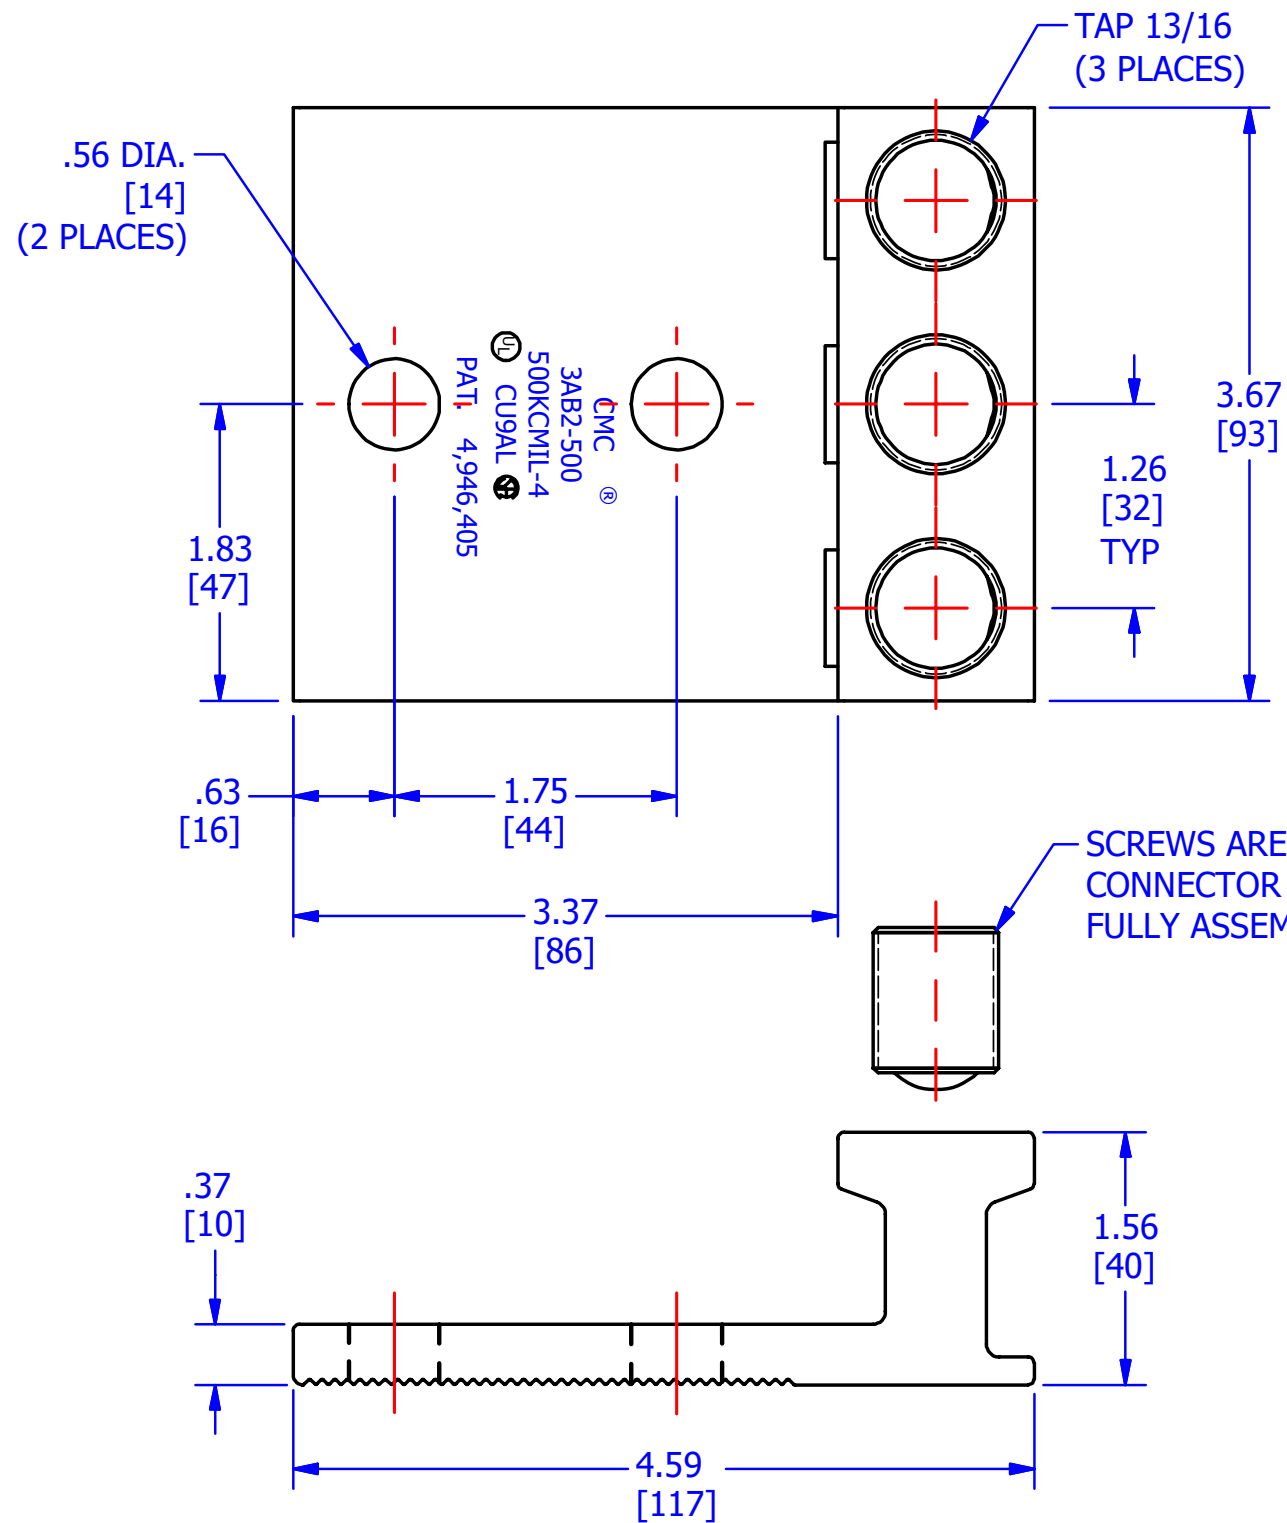 TAP 13/16
(3 PLACES)
.56 DIA.
[14]
(2 PLACES)
CMC ®
3AB2-500
500KCMIL-4
UL CU9AL
PAT. 4,946,405
3.67
[93]
1.26
[32]
TYP
1.83
[47]
.63
[16]
1.75
[44]
3.37
[86]
SCREWS ARE
CONNECTOR
FULLY ASSEM
.37
[10]
1.56
[40]
4.59
[117]